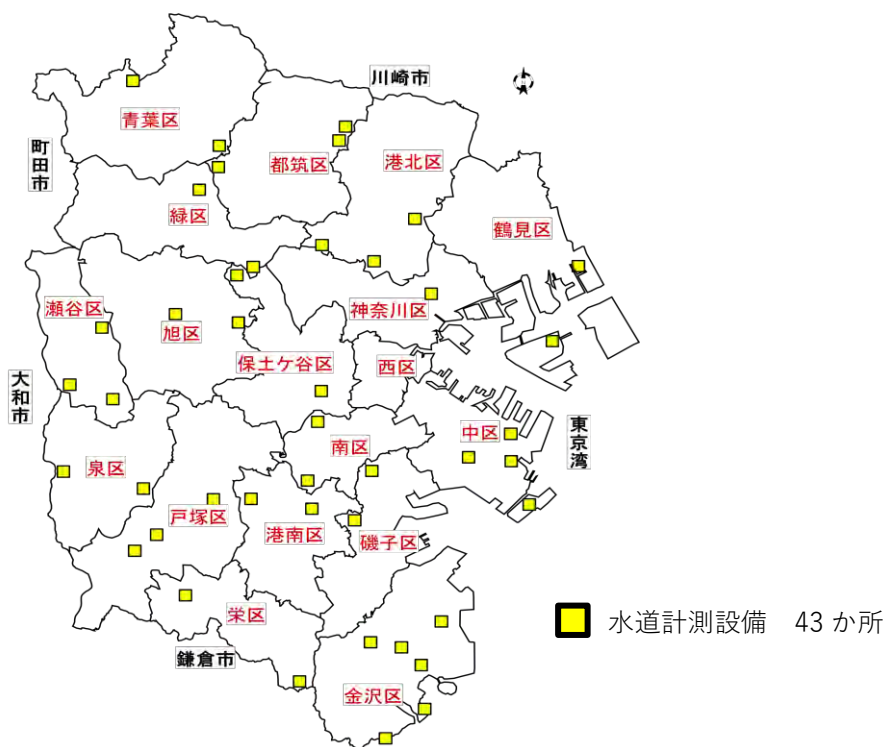 川崎市
青葉区
町田市
都筑区
港北区
緑区
鶴見区
瀬谷区
旭区
神奈川区
保土ケ谷区
西区
大和市
中区
東京湾
南区
泉区
戸塚区
港南区
磯子区
栄区
水道計測設備 43か所
鎌倉市
金沢区